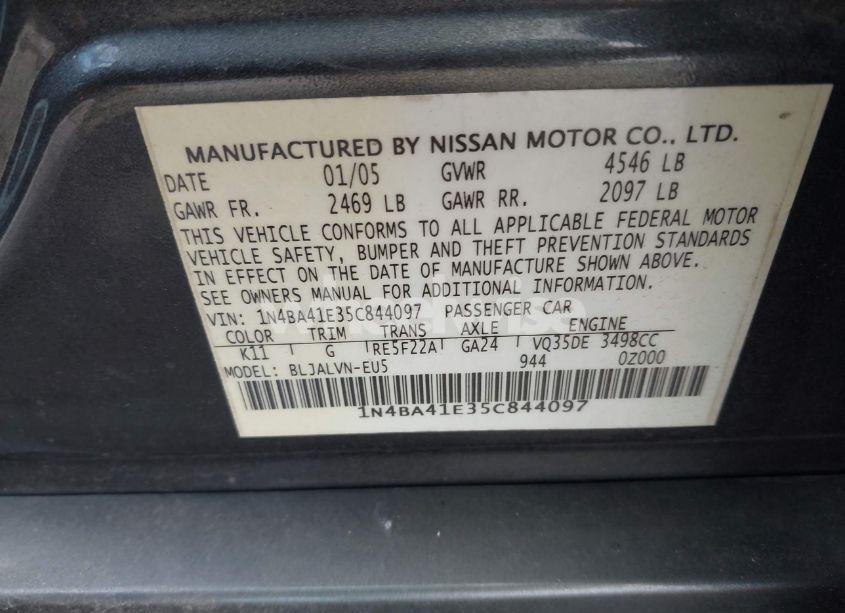 MANUFACTURED BY NISSAN MOTOR CO., LTD.
DATE 01/05 GVWR 4546 LB
GAWR FR. 2469 LB GAWR RR. 2097 LB
THIS VEHICLE CONFORMS TO ALL APPLICABLE FEDERAL MOTOR
VEHICLE SAFETY, BUMPER AND THEFT PREVENTION STANDARDS
IN EFFECT ON THE DATE OF MANUFACTURE SHOWN ABOVE.
SEE OWNERS MANUAL FOR ADDITIONAL INFORMATION.
VIN: 1N4BA41E35C844097 PASSENGER CAR
COLOR TRIM TRANS AXLE ENGINE
K11 G RE5F22A GA24 VQ35DE 3498CC
MODEL: BLJALVN-EU5 944 0Z000
1N4BA41E35C844097